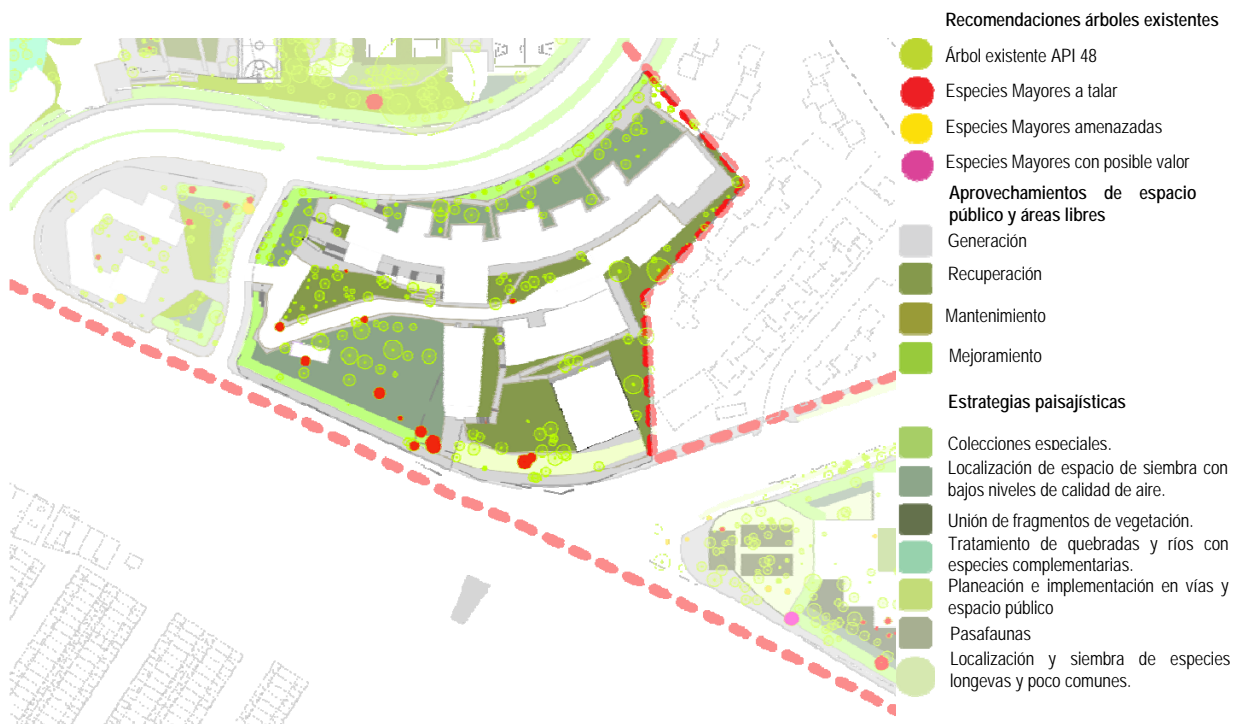 Recomendaciones árboles existentes
Árbol existente API 48
Especies Mayores a talar
Especies Mayores amenazadas
Especies Mayores con posible valor
Aprovechamientos de espacio
público y áreas libres
Generación
Recuperación
Mantenimiento
Mejoramiento
Estrategias paisajísticas
Colecciones especiales.
Localización de espacio de siembra con
bajos niveles de calidad de aire.
Unión de fragmentos de vegetación.
Tratamiento de quebradas y ríos con
especies complementarias.
Planeación e implementación en vías y
espacio público
Pasafaunas
Localización y siembra de especies
longevas y poco comunes.